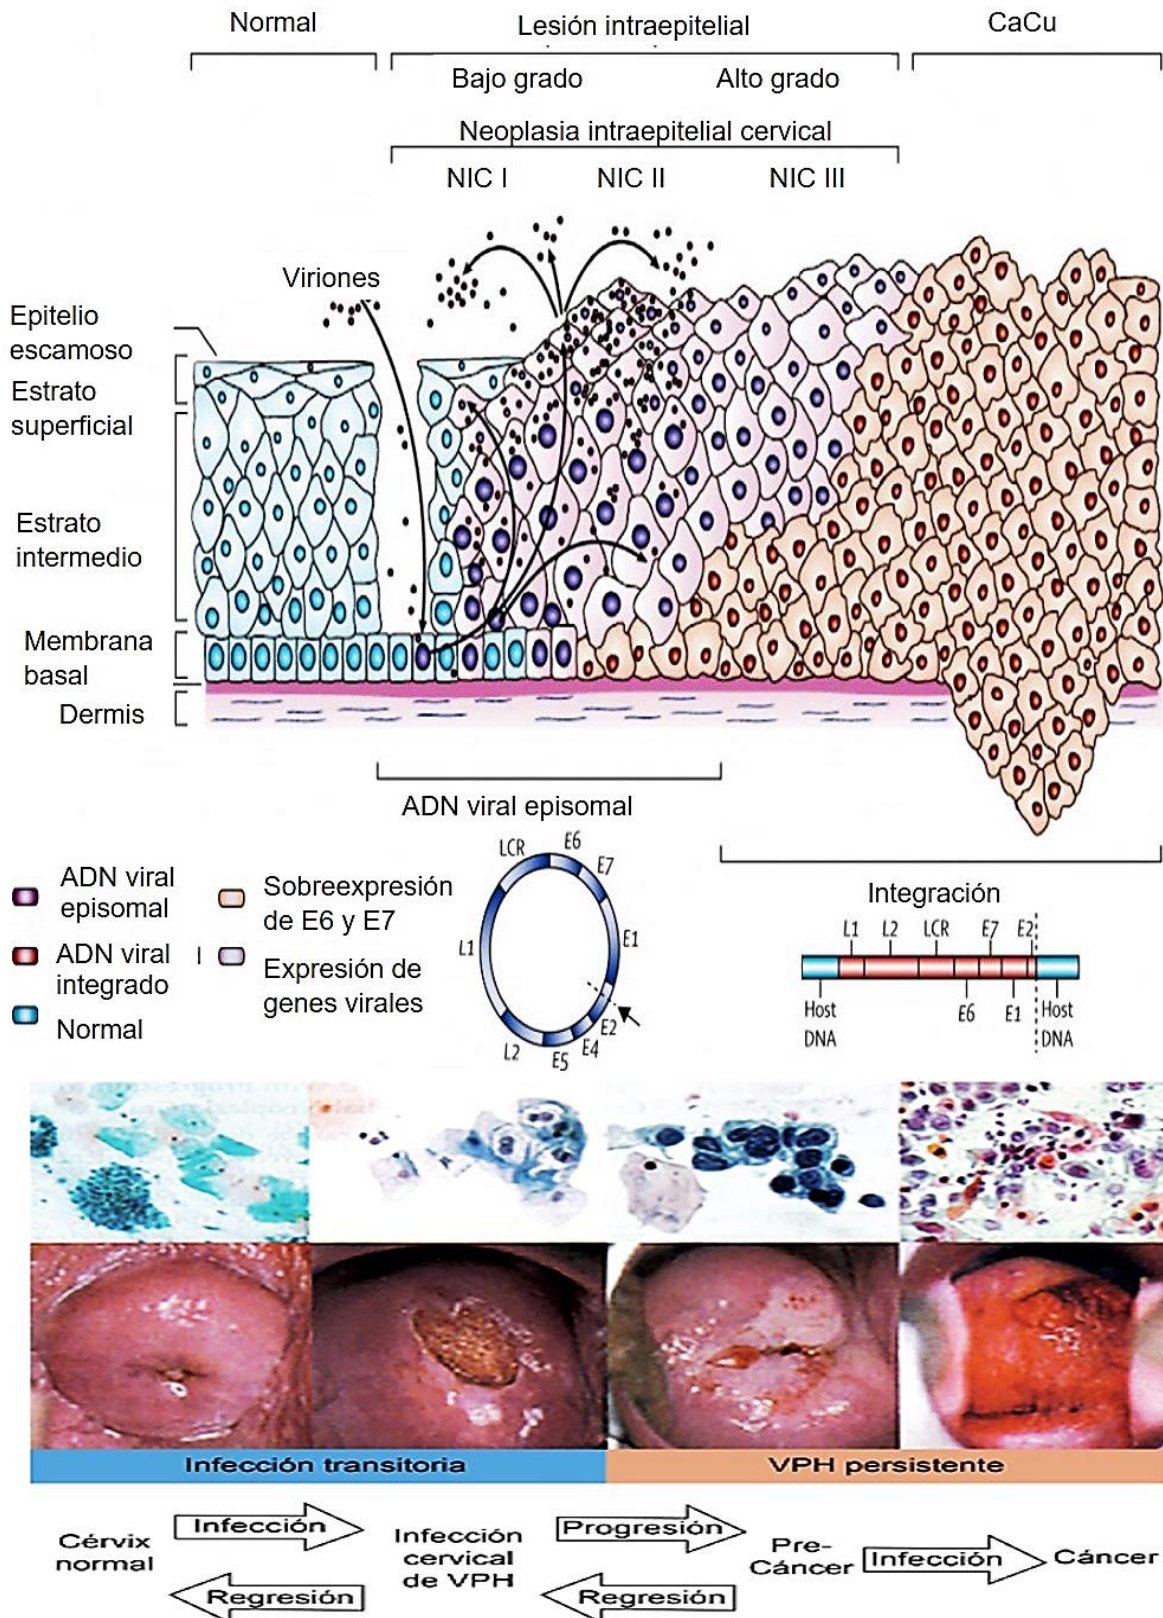 Normal
Lesión intraepitelial
CaCu
Bajo grado
Alto grado
Neoplasia intraepitelial cervical
NIC I
NIC II
NIC III
Viriones
Epitelio
escamoso
Estrato
superficial
Estrato
intermedio
Membrana
basal
Dermis
ADN viral episomal
LCR
E6
E7
L1
E1
L2
E5
E4
E2
ADN viral
episomal
Sobreexpresión
de E6 y E7
ADN viral
integrado
I
Expresión de
genes virales
Normal
Integración
L1
L2
LCR
E7
E2
Host
DNA
E6
E1
Host
DNA
Infección transitoria
VPH persistente
Cérvix
normal
Infección
Regresión
Infección
cervical
de VPH
Progresión
Regresión
Pre-
Cáncer
Infección
Cáncer